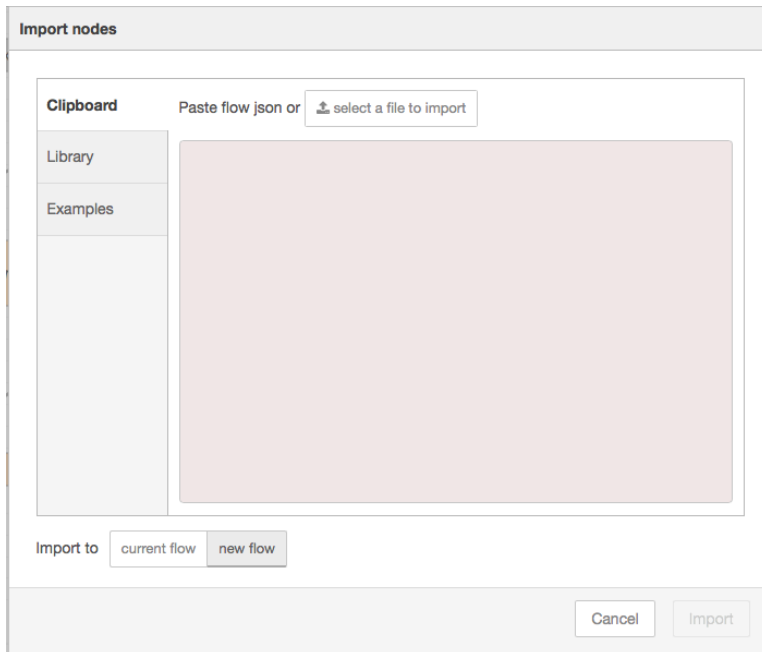 Import nodes
Clipboard
Paste flow json or select a file to import
Library
Examples
Import to current flow new flow
Cancel Import